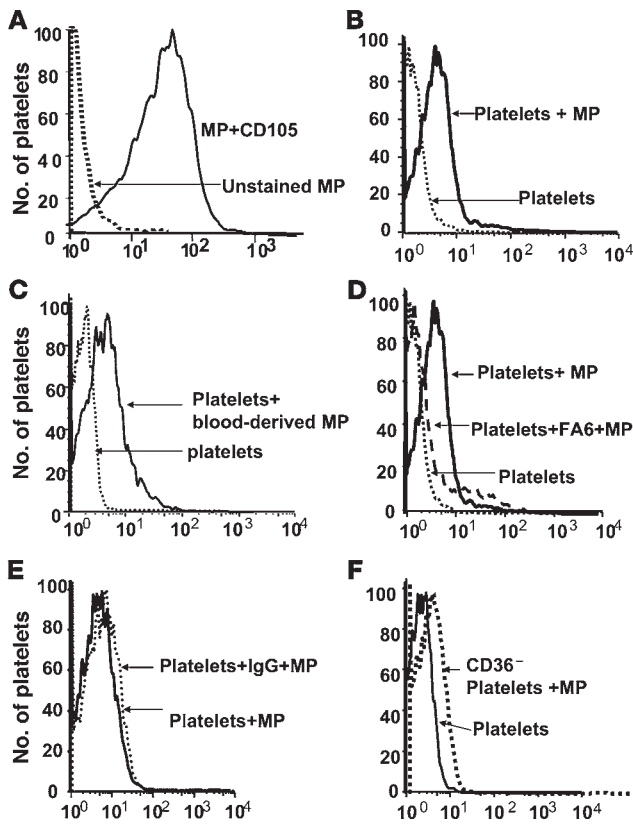 A
No. of platelets
100
80
60
40
20
0
MP+CD105
Unstained MP
10⁰ 10¹ 10² 10³
B
100
80
60
40
20
0
Platelets + MP
Platelets
10⁰ 10¹ 10² 10³ 10⁴
C
No. of platelets
100
80
60
40
20
0
Platelets+
blood-derived MP
platelets
10⁰ 10¹ 10² 10³ 10⁴
D
100
80
60
40
20
0
Platelets+ MP
Platelets+FA6+MP
Platelets
10⁰ 10¹ 10² 10³ 10⁴
E
No. of platelets
100
80
60
40
20
0
Platelets+IgG+MP
Platelets+MP
10⁰ 10¹ 10² 10³ 10⁴
F
100
80
60
40
20
0
CD36⁻
Platelets +MP
Platelets
10⁰ 10¹ 10² 10³ 10⁴